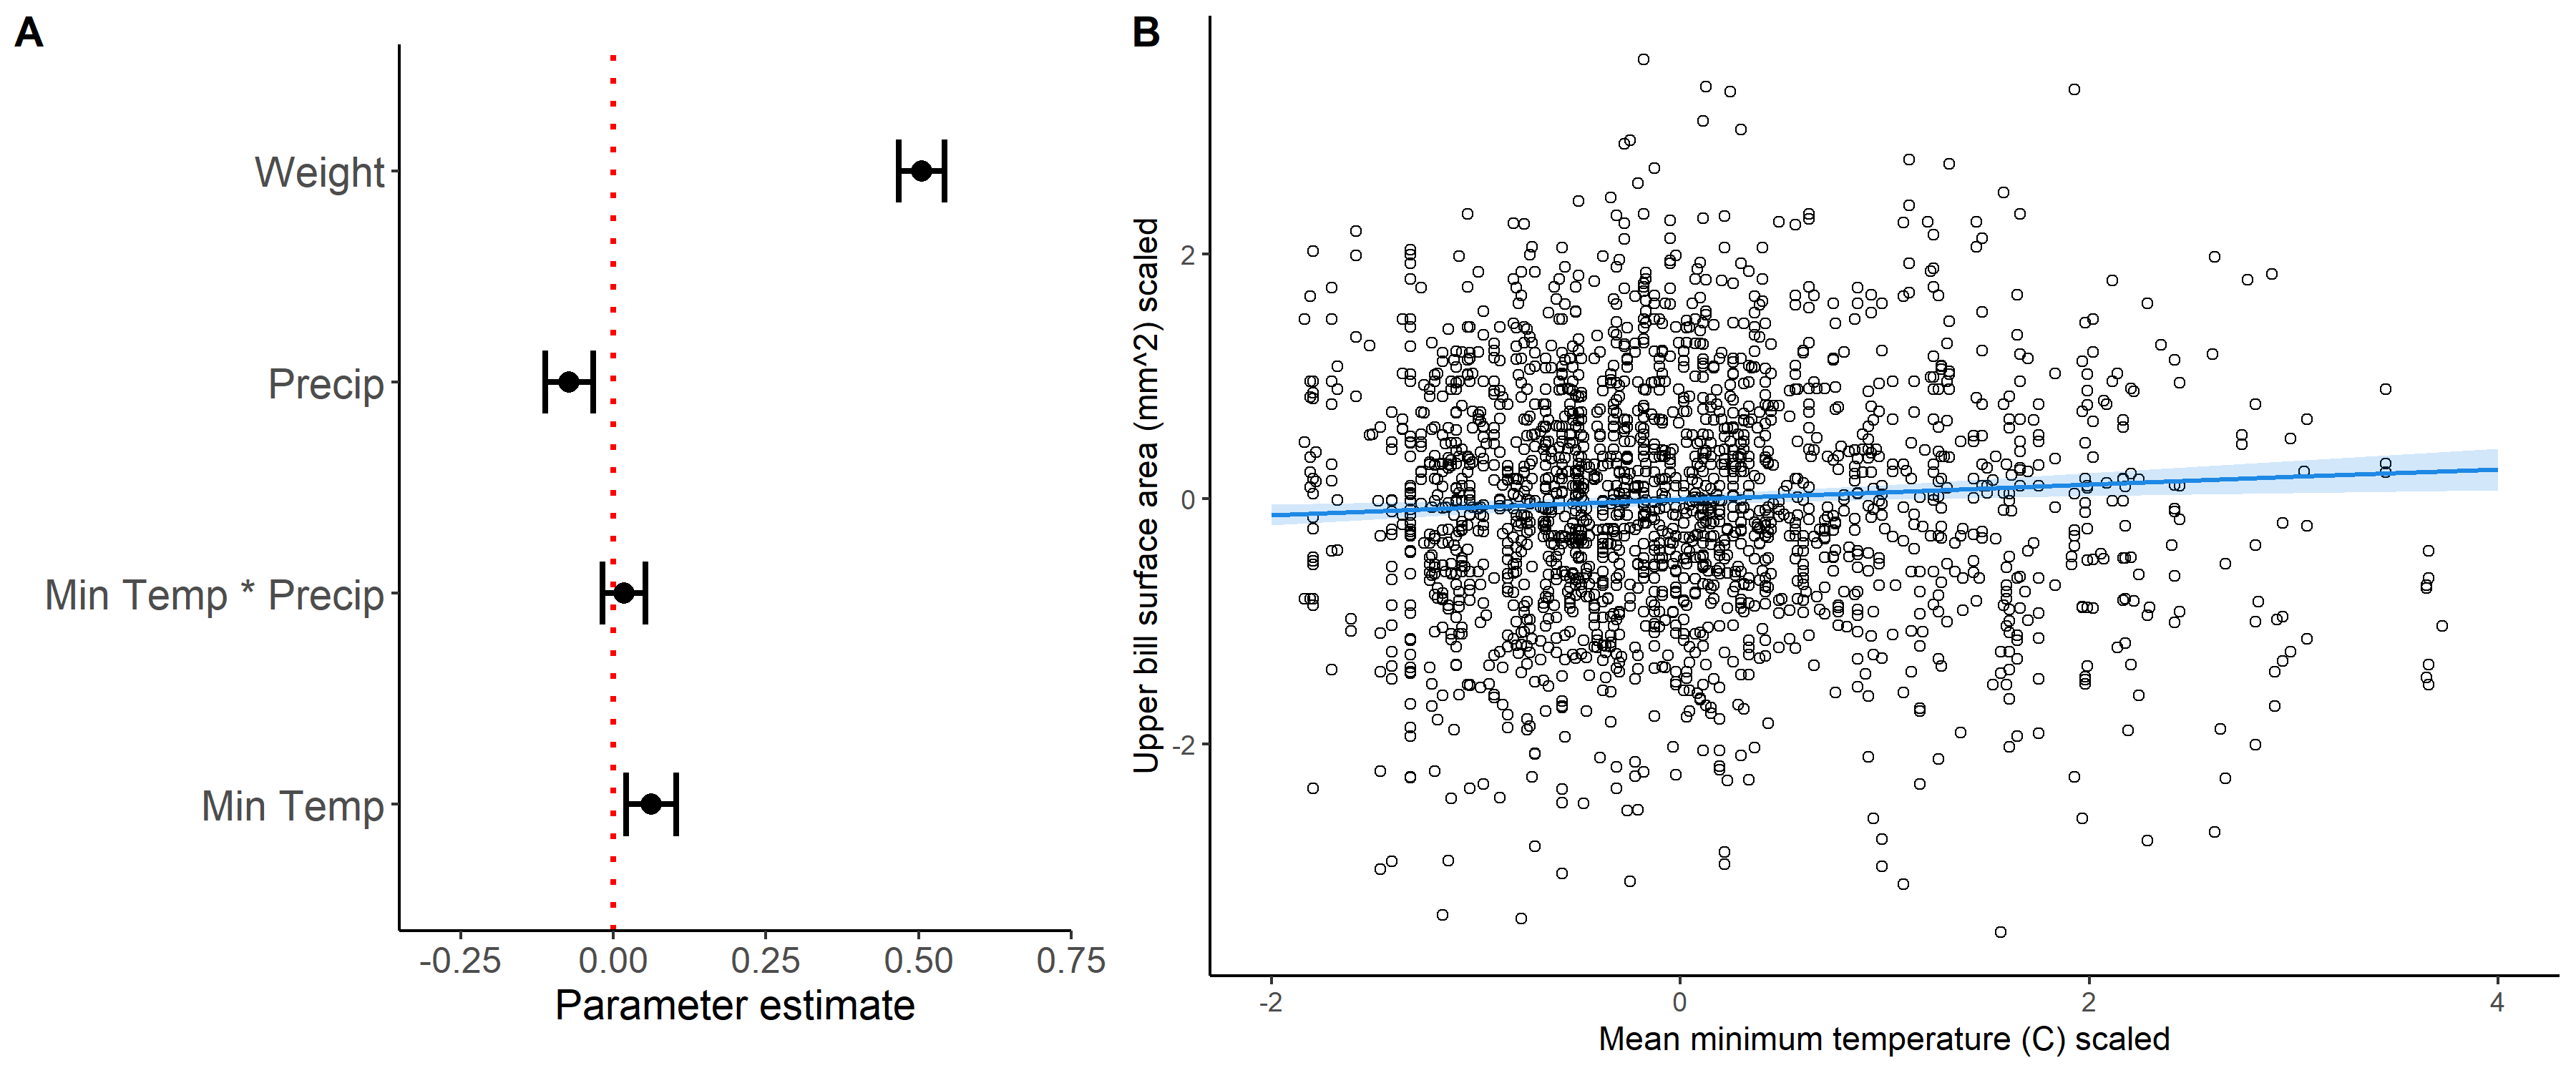 A
Weight
Precip
Min Temp * Precip
Min Temp
-0.25 0.00 0.25 0.50 0.75
Parameter estimate
B
Upper bill surface area (mm^2) scaled
2
0
-2
-2 0 2 4
Mean minimum temperature (C) scaled